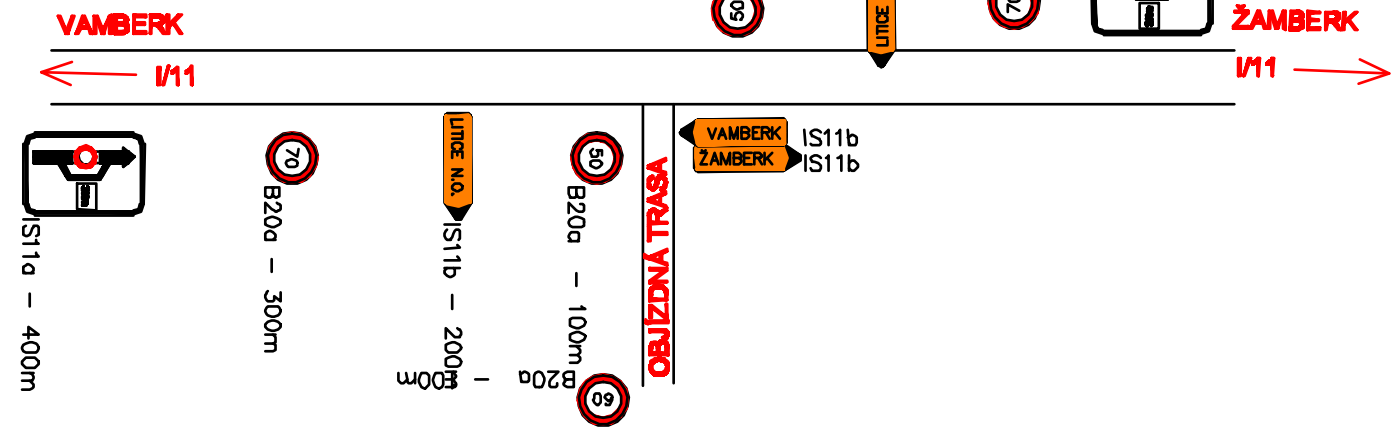 50
LITICE
70
VAMBERK
ŽAMBERK
I/11
I/11
70
LITICE N.O.
50
VAMBERK
IS11b
ŽAMBERK
IS11b
OBJÍZDNÁ TRASA
IS11a - 400m
B20a - 300m
IS11b - 200m
B20a - 100m
B20a - 100m
60